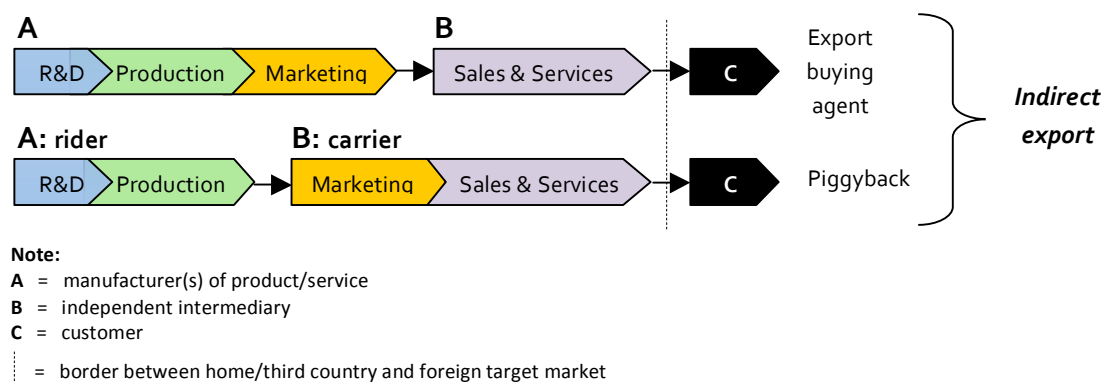 A
B
R&D
Production
Marketing
Sales & Services
C
Export
buying
agent
Indirect
export
A: rider
B: carrier
R&D
Production
Marketing
Sales & Services
C
Piggyback
Note:
A = manufacturer(s) of product/service
B = independent intermediary
C = customer
= border between home/third country and foreign target market